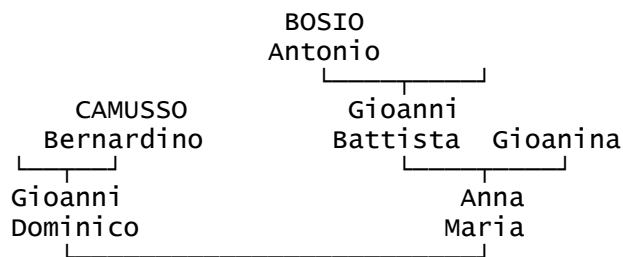 BOSIO
Antonio
CAMUSSO Gioanni
Bernardino Battista Gioanina
Gioanni Anna
Dominico Maria